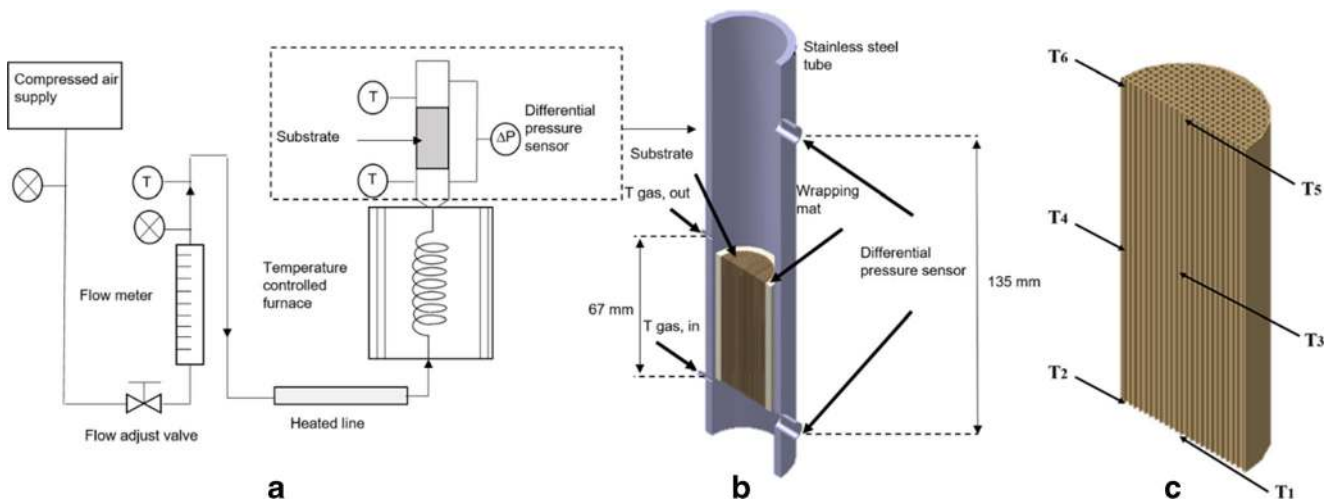 Compressed air
supply
T
Flow meter
Flow adjust valve
Heated line
Temperature
controlled
furnace
T
Substrate
T
ΔP
Differential
pressure
sensor
a
Stainless steel
tube
Substrate
T gas, out
Wrapping
mat
Differential
pressure sensor
67 mm
T gas, in
135 mm
b
T6
T5
T4
T3
T2
T1
c